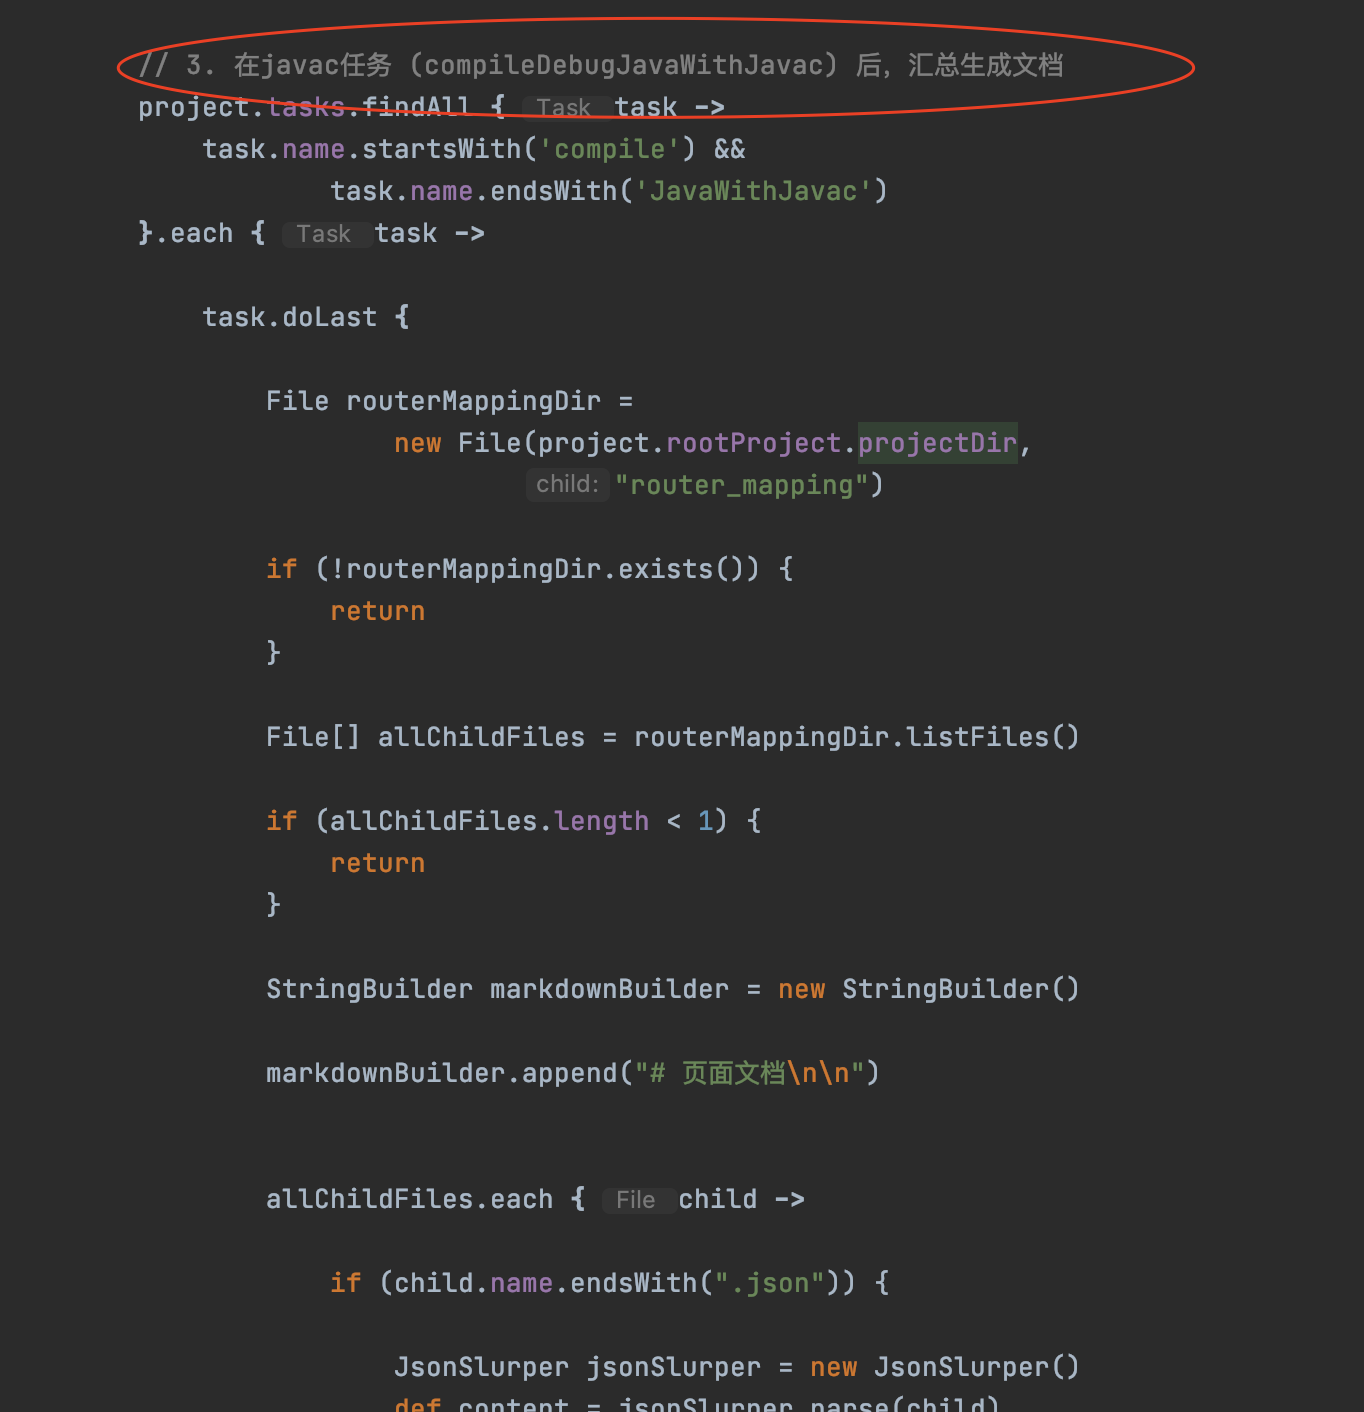 // 3. 在javac任务 (compileDebugJavaWithJavac) 后, 汇总生成文档
project.tasks.findAll { Task task ->
task.name.startsWith('compile') &&
task.name.endsWith('JavaWithJavac')
}.each { Task task ->
task.doLast {
File routerMappingDir =
new File(project.rootProject.projectDir,
child: "router_mapping")
if (!routerMappingDir.exists()) {
return
}
File[] allChildFiles = routerMappingDir.listFiles()
if (allChildFiles.length < 1) {
return
}
StringBuilder markdownBuilder = new StringBuilder()
markdownBuilder.append("# 页面文档\n\n")
allChildFiles.each { File child ->
if (child.name.endsWith(".json")) {
JsonSlurper jsonSlurper = new JsonSlurper()
def content = jsonSlurper.parse(child)